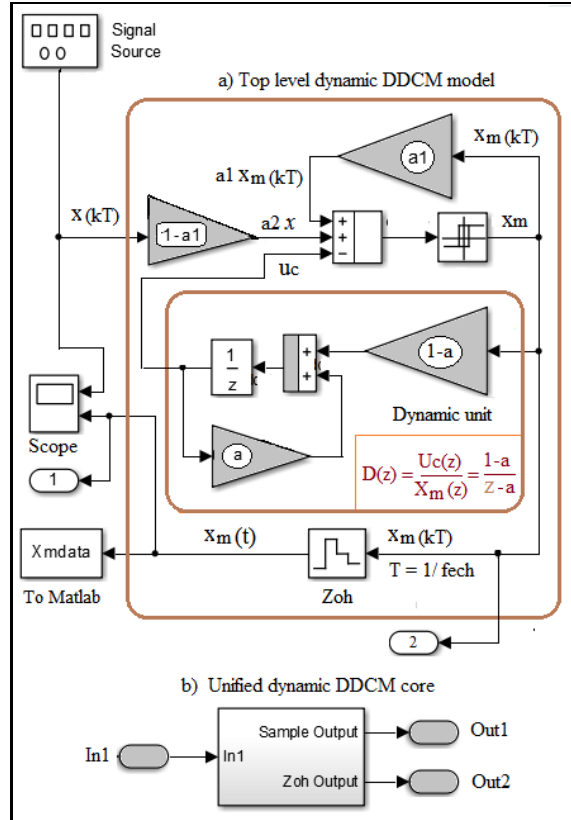 Signal
Source
a) Top level dynamic DDCM model
xm(kT)
a1
a1 xm(kT)
x(kT)
1-a1
a2 x
+
+
−
xm
uc
1-a
+
+
1
z
a
Dynamic unit
D(z) = Uc(z) / Xm(z) = 1-a / z-a
Scope
1
xm(t)
xm(kT)
Xmdata
T = 1/ fech
To Matlab
Zoh
2
b) Unified dynamic DDCM core
Sample Output
Out1
In1
In1
Zoh Output
Out2